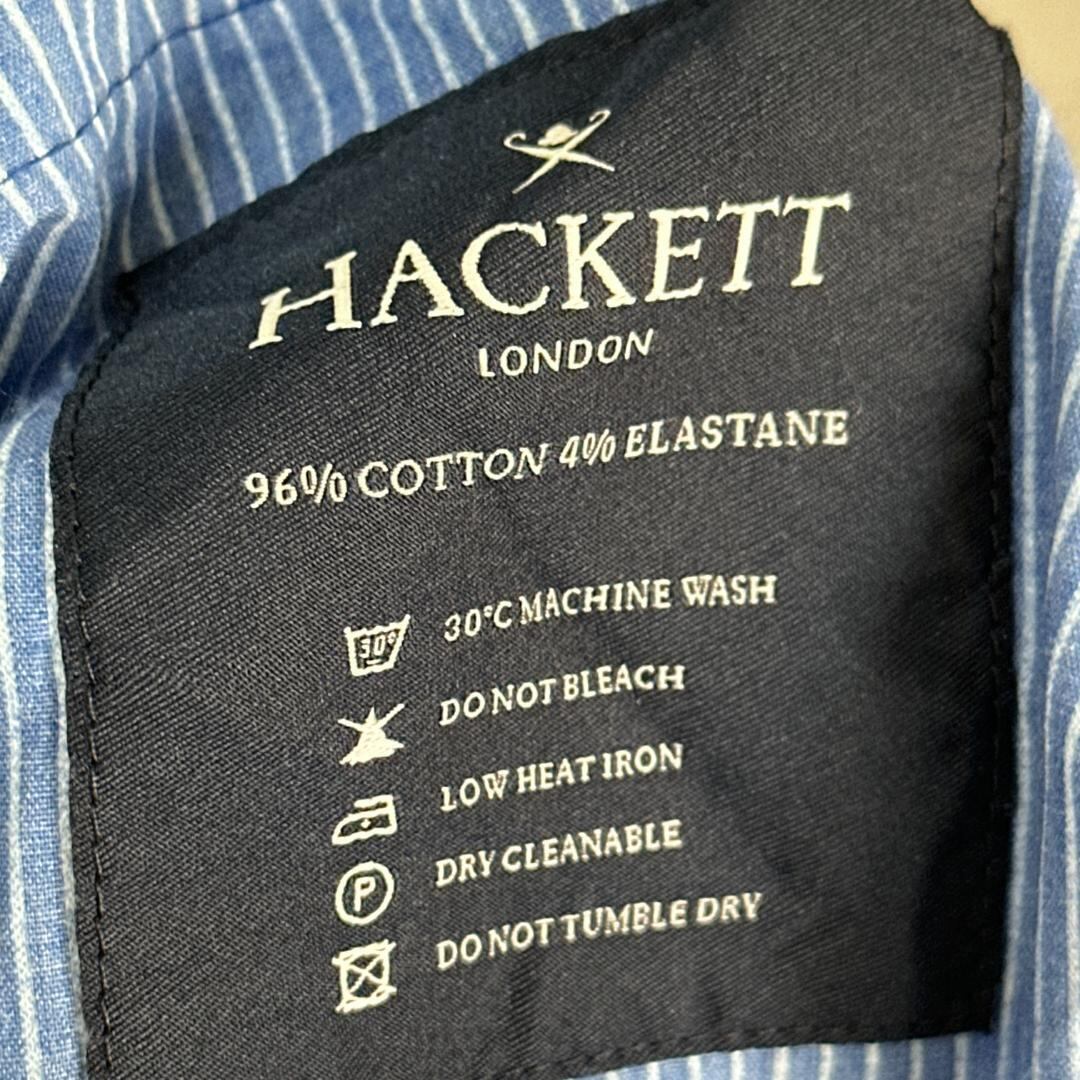 HACKETT
LONDON
96% COTTON 4% ELASTANE
30° 30°C MACHINE WASH
DO NOT BLEACH
LOW HEAT IRON
P DRY CLEANABLE
DO NOT TUMBLE DRY